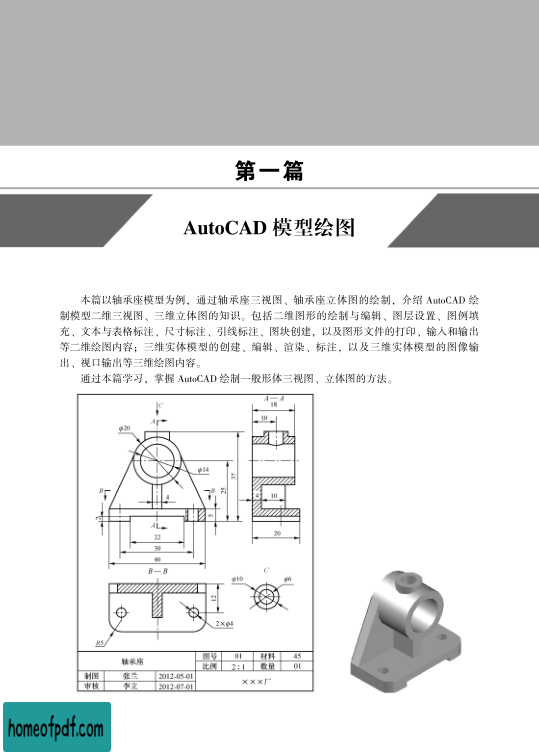 第一篇
AutoCAD 模型绘图
本篇以轴承座模型为例，通过轴承座三视图、轴承座立体图的绘制，介绍 AutoCAD 绘
制模型二维三视图、三维立体图的知识。包括二维图形的绘制与编辑、图层设置、图例填
充、文本与表格标注、尺寸标注、引线标注、图块创建，以及图形文件的打印、输入和输出
等二维绘图内容；三维实体模型的创建、编辑、渲染、标注，以及三维实体模型的图像输
出、视口输出等三维绘图内容。
通过本篇学习，掌握 AutoCAD 绘制一般形体三视图、立体图的方法。
C
A
A—A
18
10
φ20
φ14
37
25
B
B
4
4 10
5
A
22
30
40
20
B—B
C
φ10
φ6
12
2×φ4
R5
轴承座
图号 01 材料 45
比例 2:1 数量 01
制图 张兰 2012-05-01
审核 李立 2012-07-01
×××厂
homeofpdf.com